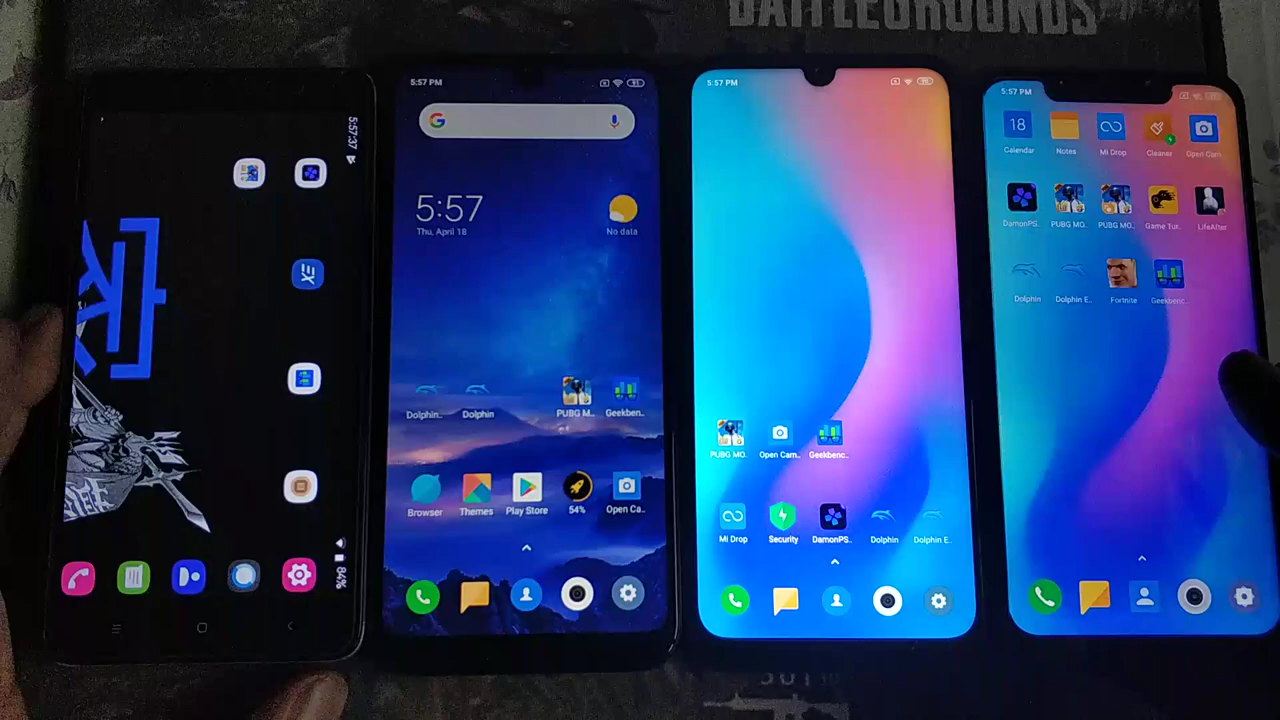 BATTLEGROUNDS
5:57:37
84%
5:57 PM
91
5:57
Thu, April 18
No data
Dolphin..
Dolphin
PUBG M..
Geekben..
Browser
Themes
Play Store
54%
Open Ca..
5:57 PM
PUBG MO.
Open Cam..
Geekbenc..
Mi Drop
Security
DamonPS..
Dolphin
Dolphin E..
5:57 PM
18
Calendar
Notes
Mi Drop
Cleaner
Open Cam..
DamonPS..
PUBG MO..
PUBG MO..
Game Tur..
LifeAfter
Dolphin
Dolphin E..
Fortnite
Geekbenc..